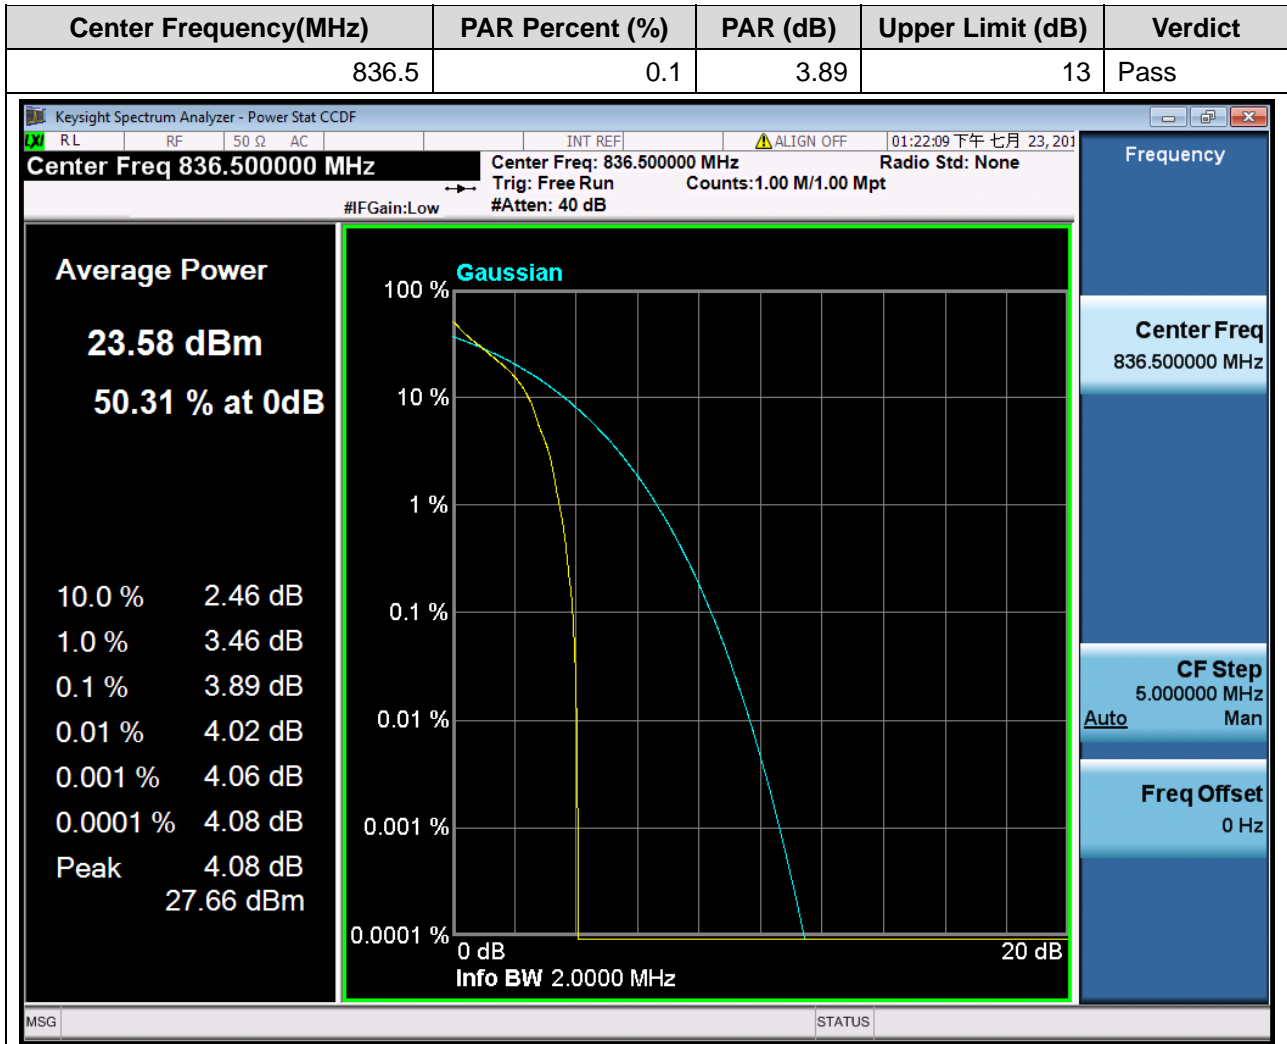 Center Frequency(MHz) PAR Percent (%) PAR (dB) Upper Limit (dB) Verdict
836.5 0.1 3.89 13 Pass
Keysight Spectrum Analyzer - Power Stat CCDF
LXI RL RF 50 Ω AC INT REF ALIGN OFF 01:22:09 下午 七月 23, 201
Center Freq 836.500000 MHz
#IFGain:Low
Center Freq: 836.500000 MHz Radio Std: None
Trig: Free Run Counts:1.00 M/1.00 Mpt
#Atten: 40 dB
Average Power
23.58 dBm
50.31 % at 0dB
10.0 % 2.46 dB
1.0 % 3.46 dB
0.1 % 3.89 dB
0.01 % 4.02 dB
0.001 % 4.06 dB
0.0001 % 4.08 dB
Peak 4.08 dB
27.66 dBm
Gaussian
100 %
10 %
1 %
0.1 %
0.01 %
0.001 %
0.0001 %
0 dB 20 dB
Info BW 2.0000 MHz
Frequency
Center Freq
836.500000 MHz
CF Step
5.000000 MHz
Auto Man
Freq Offset
0 Hz
MSG STATUS